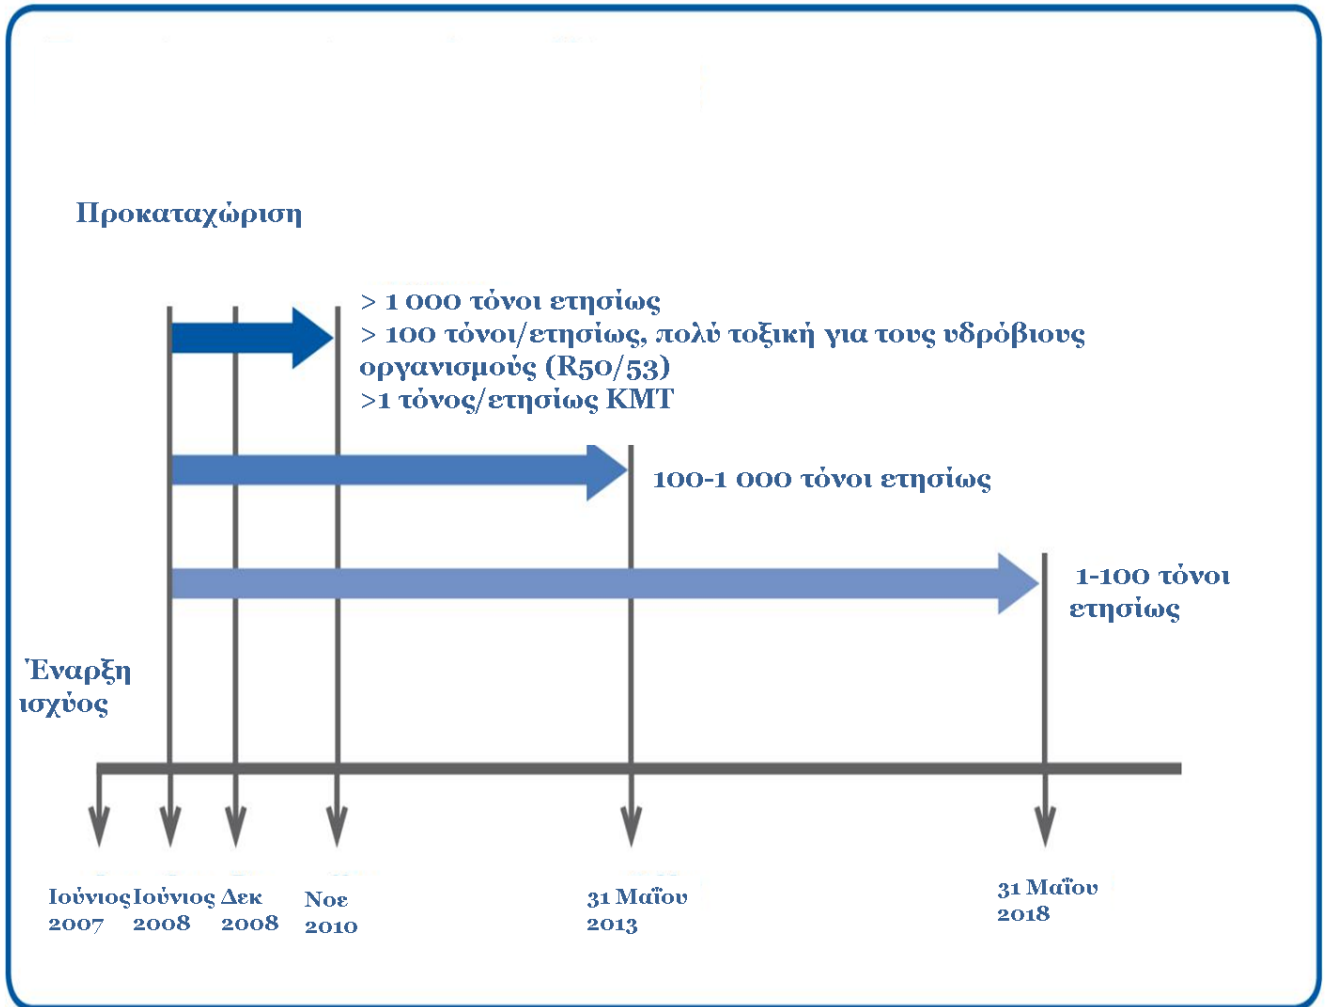 Προκαταχώριση
> 1 000 τόνοι ετησίως
> 100 τόνοι/ετησίως, πολύ τοξική για τους υδρόβιους
οργανισμούς (R50/53)
>1 τόνος/ετησίως ΚΜΤ
100-1 000 τόνοι ετησίως
1-100 τόνοι
ετησίως
Έναρξη
ισχύος
Ιούνιος
2007
Ιούνιος
2008
Δεκ
2008
Νοε
2010
31 Μαΐου
2013
31 Μαΐου
2018